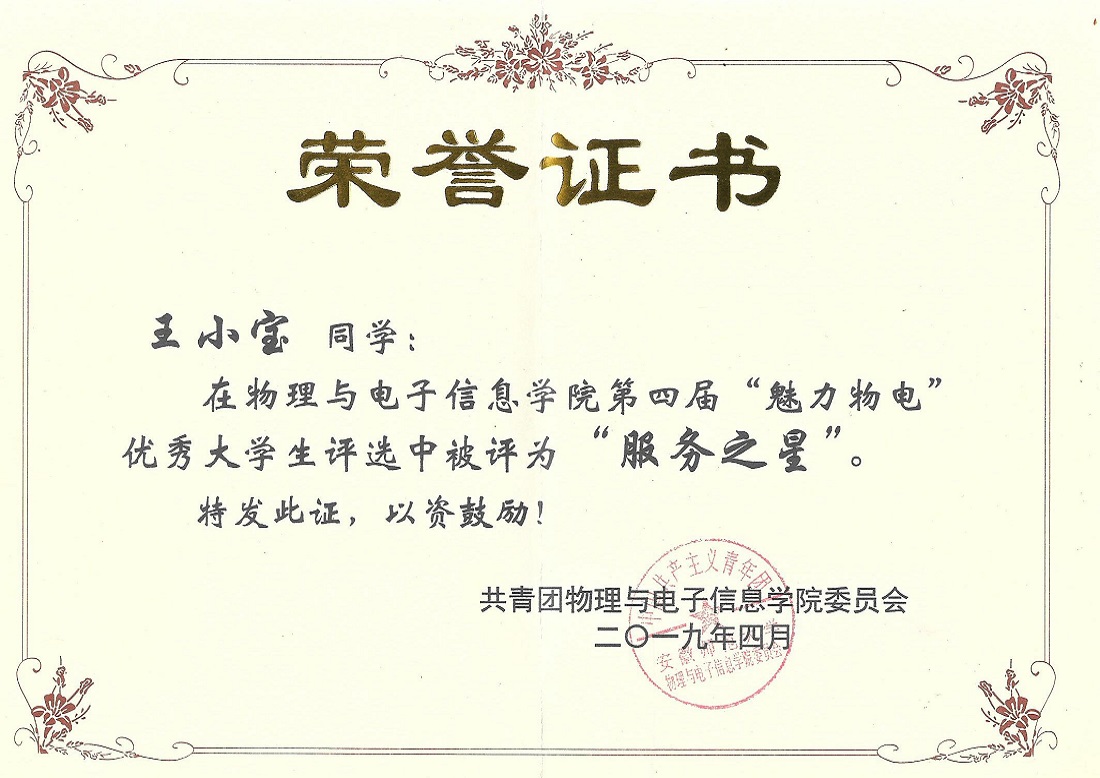 荣誉证书
王小宝 同学：
在物理与电子信息学院第四届“魅力物电”
优秀大学生评选中被评为“服务之星”。
特发此证，以资鼓励！
共青团物理与电子信息学院委员会
二〇一九年四月
共产主义青年团
安徽师
物理与电子信息学院委员会